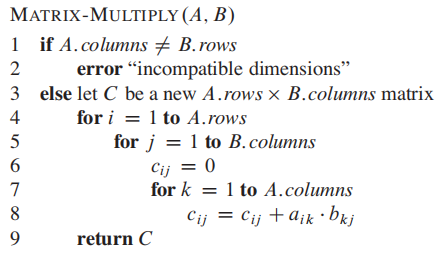 MATRIX-MULTIPLY(A, B)
1 if A.columns ≠ B.rows
2 error “incompatible dimensions”
3 else let C be a new A.rows × B.columns matrix
4 for i = 1 to A.rows
5 for j = 1 to B.columns
6 cij = 0
7 for k = 1 to A.columns
8 cij = cij + aik · bkj
9 return C